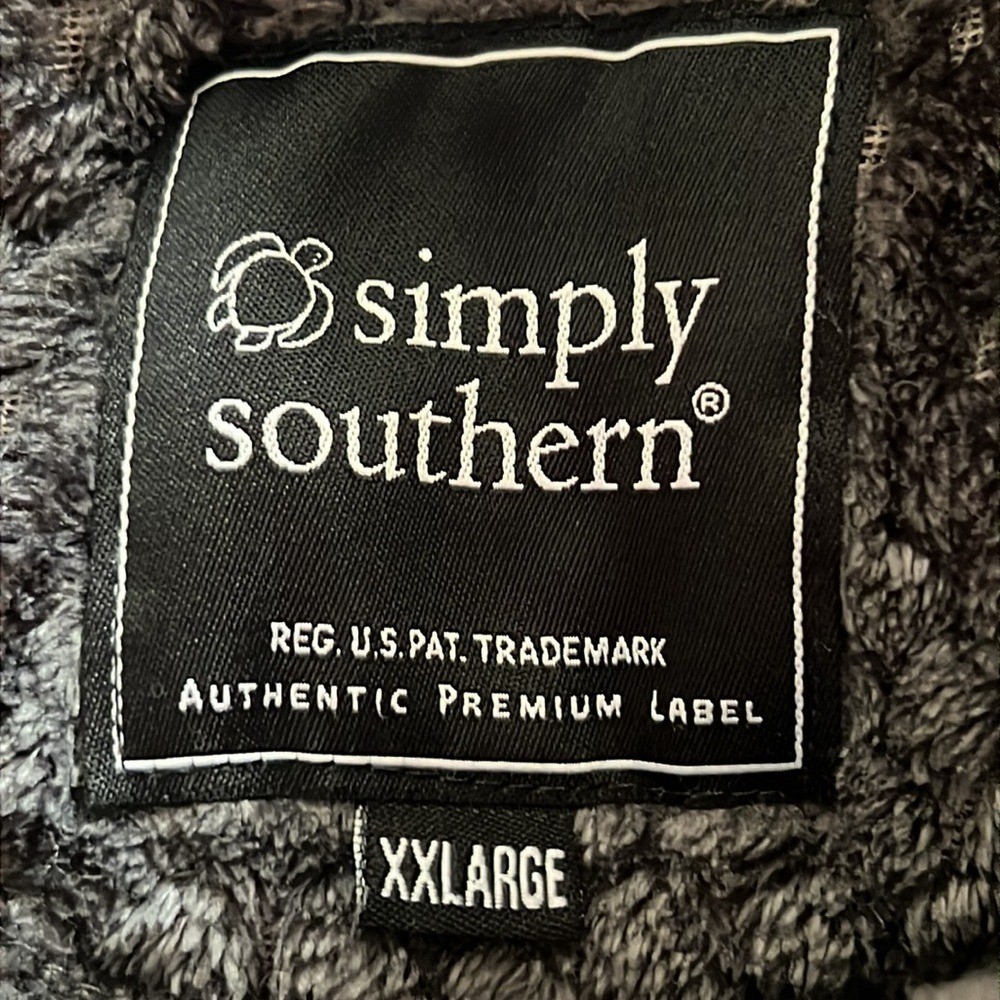 simply
southern®
REG. U.S. PAT. TRADEMARK
AUTHENTIC PREMIUM LABEL
XXLARGE